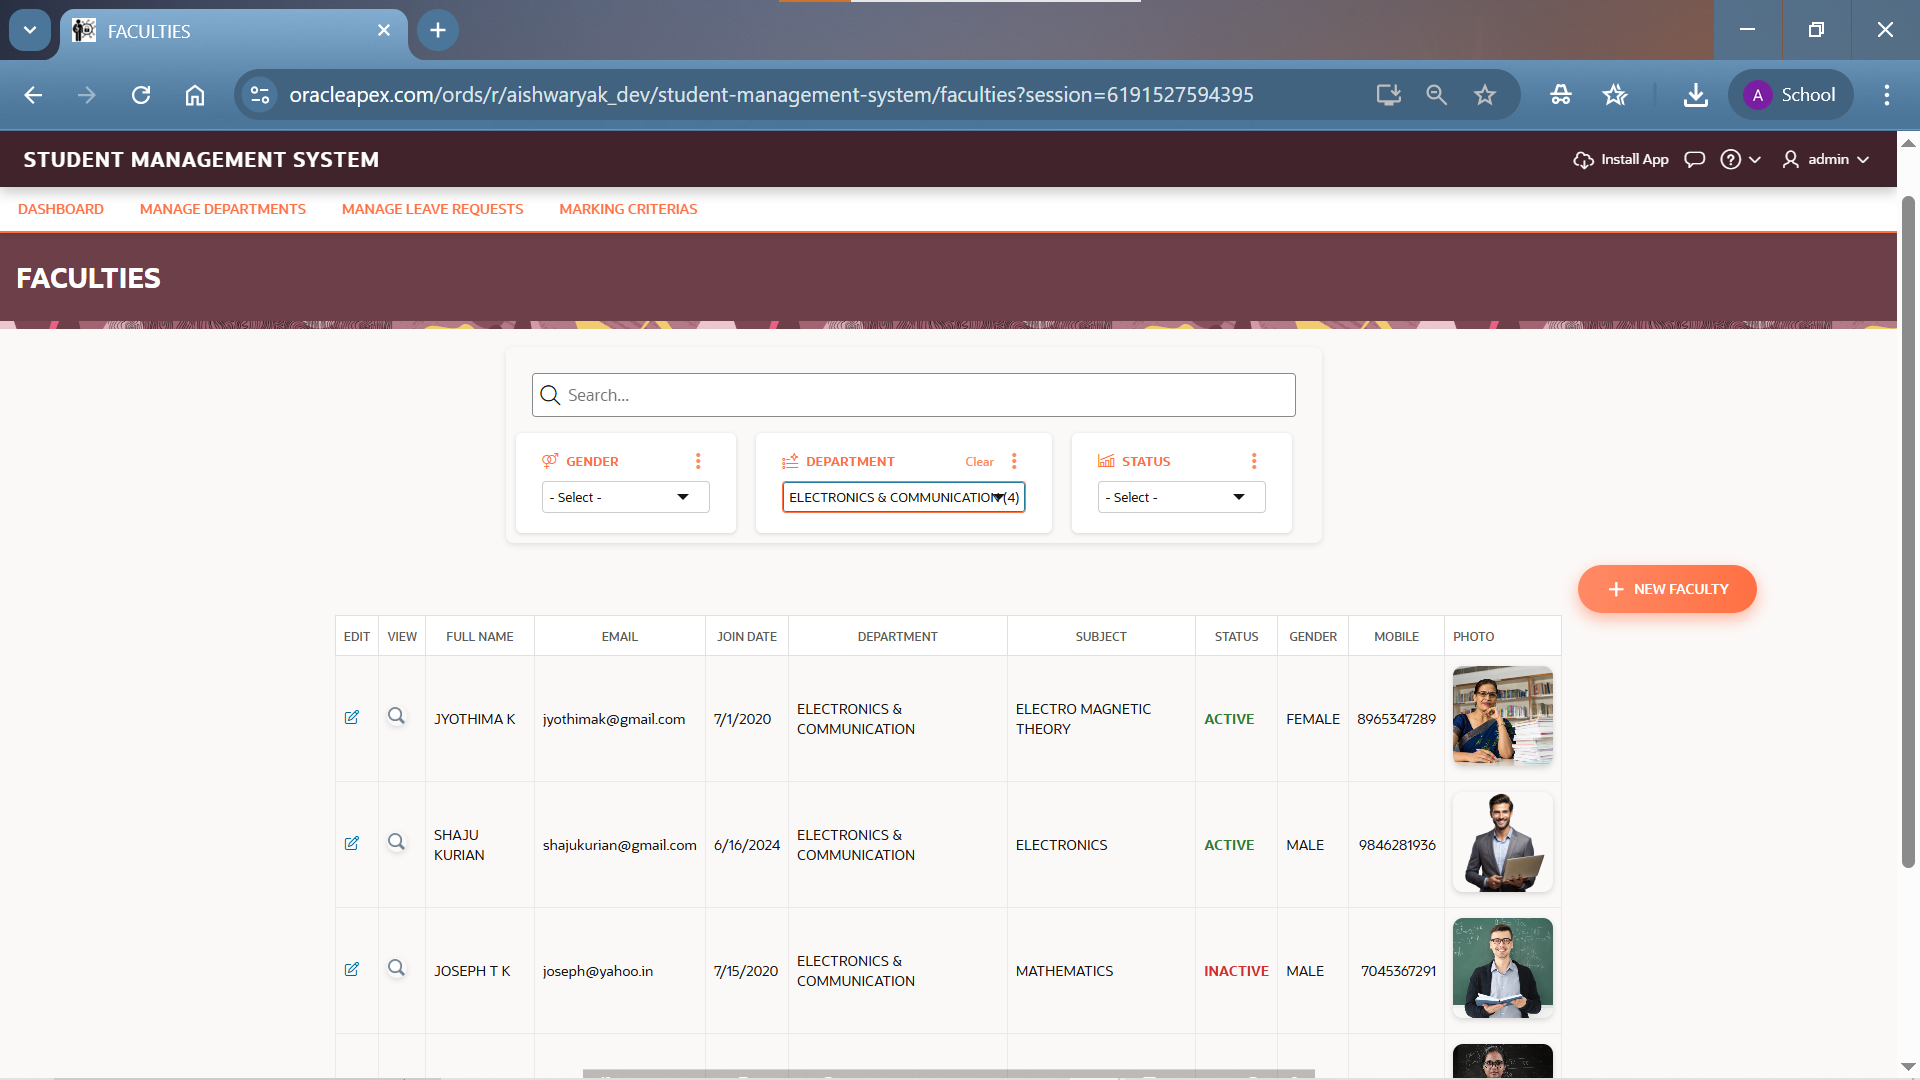 FACULTIES
oracleapex.com/ords/r/aishwaryak_dev/student-management-system/faculties?session=6191527594395
A School
STUDENT MANAGEMENT SYSTEM
Install App
admin
DASHBOARD MANAGE DEPARTMENTS MANAGE LEAVE REQUESTS MARKING CRITERIAS
FACULTIES
Search...
GENDER DEPARTMENT Clear STATUS
- Select - ELECTRONICS & COMMUNICATION (4) - Select -
NEW FACULTY
EDIT VIEW FULL NAME EMAIL JOIN DATE DEPARTMENT SUBJECT STATUS GENDER MOBILE PHOTO
JYOTHIMA K jyothimak@gmail.com 7/1/2020 ELECTRONICS & COMMUNICATION ELECTRO MAGNETIC THEORY ACTIVE FEMALE 8965347289
SHAJU KURIAN shajukurian@gmail.com 6/16/2024 ELECTRONICS & COMMUNICATION ELECTRONICS ACTIVE MALE 9846281936
JOSEPH T K joseph@yahoo.in 7/15/2020 ELECTRONICS & COMMUNICATION MATHEMATICS INACTIVE MALE 7045367291